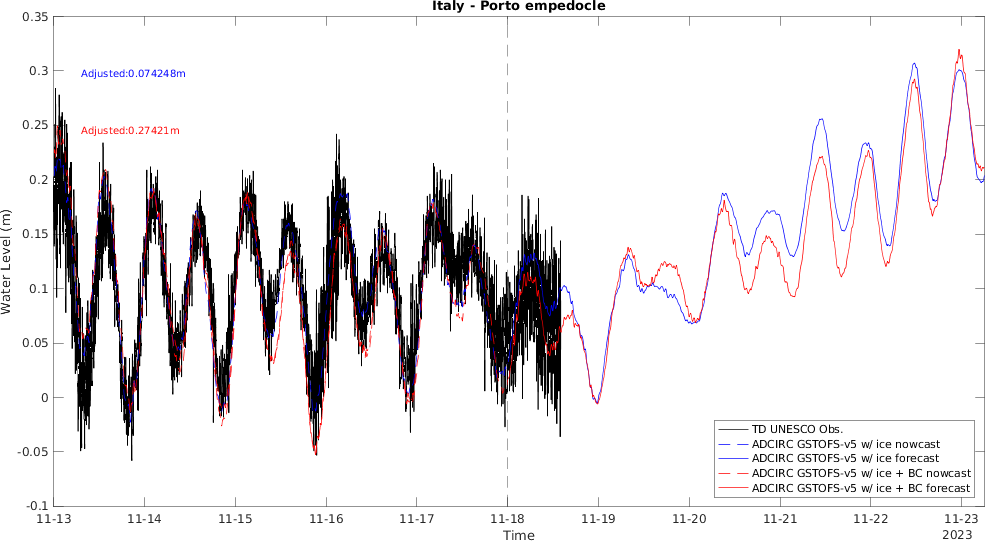 Italy - Porto empedocle
0.35
0.3
0.25
0.2
0.15
0.1
0.05
0
-0.05
-0.1
Water Level (m)
Adjusted:0.074248m
Adjusted:0.27421m
TD UNESCO Obs.
ADCIRC GSTOFS-v5 w/ ice nowcast
ADCIRC GSTOFS-v5 w/ ice forecast
ADCIRC GSTOFS-v5 w/ ice + BC nowcast
ADCIRC GSTOFS-v5 w/ ice + BC forecast
11-13 11-14 11-15 11-16 11-17 11-18 11-19 11-20 11-21 11-22 11-23
Time
2023